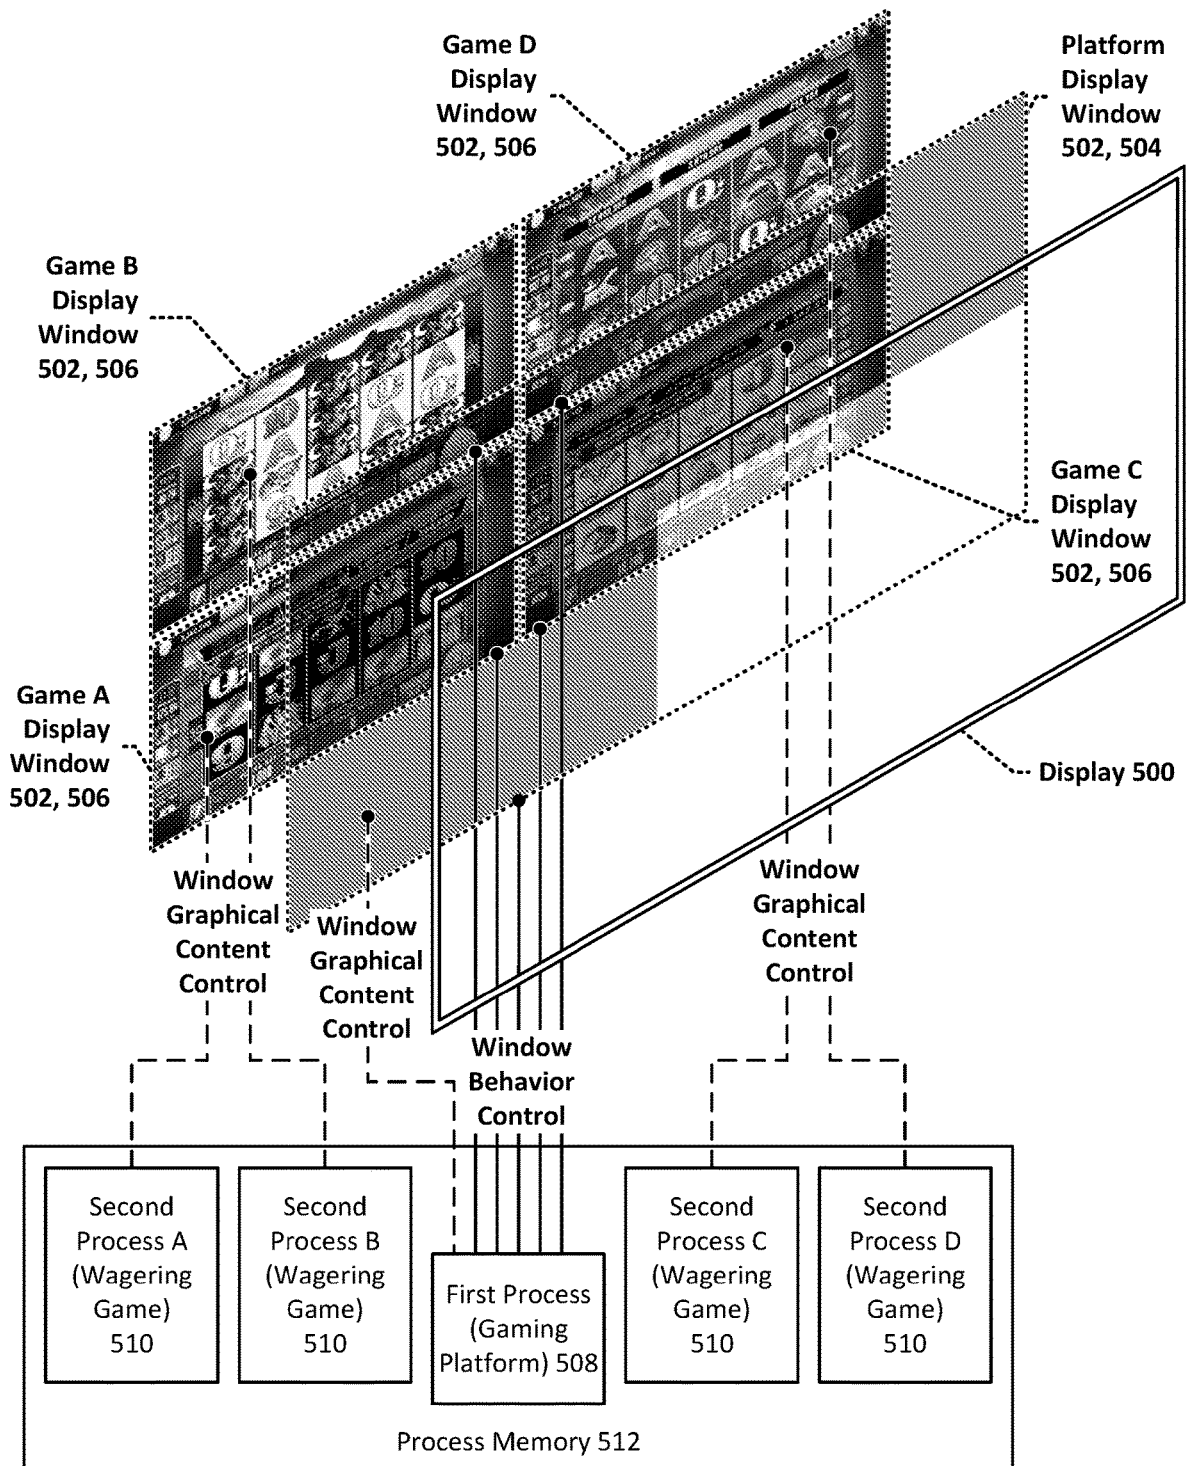 Game D
Display
Window
502, 506
Platform
Display
Window
502, 504
Game B
Display
Window
502, 506
Game C
Display
Window
502, 506
Game A
Display
Window
502, 506
Display 500
Window
Graphical
Content
Control
Window
Graphical
Content
Control
Window
Graphical
Content
Control
Window
Behavior
Control
Second
Process A
(Wagering
Game)
510
Second
Process B
(Wagering
Game)
510
First Process
(Gaming
Platform) 508
Second
Process C
(Wagering
Game)
510
Second
Process D
(Wagering
Game)
510
Process Memory 512